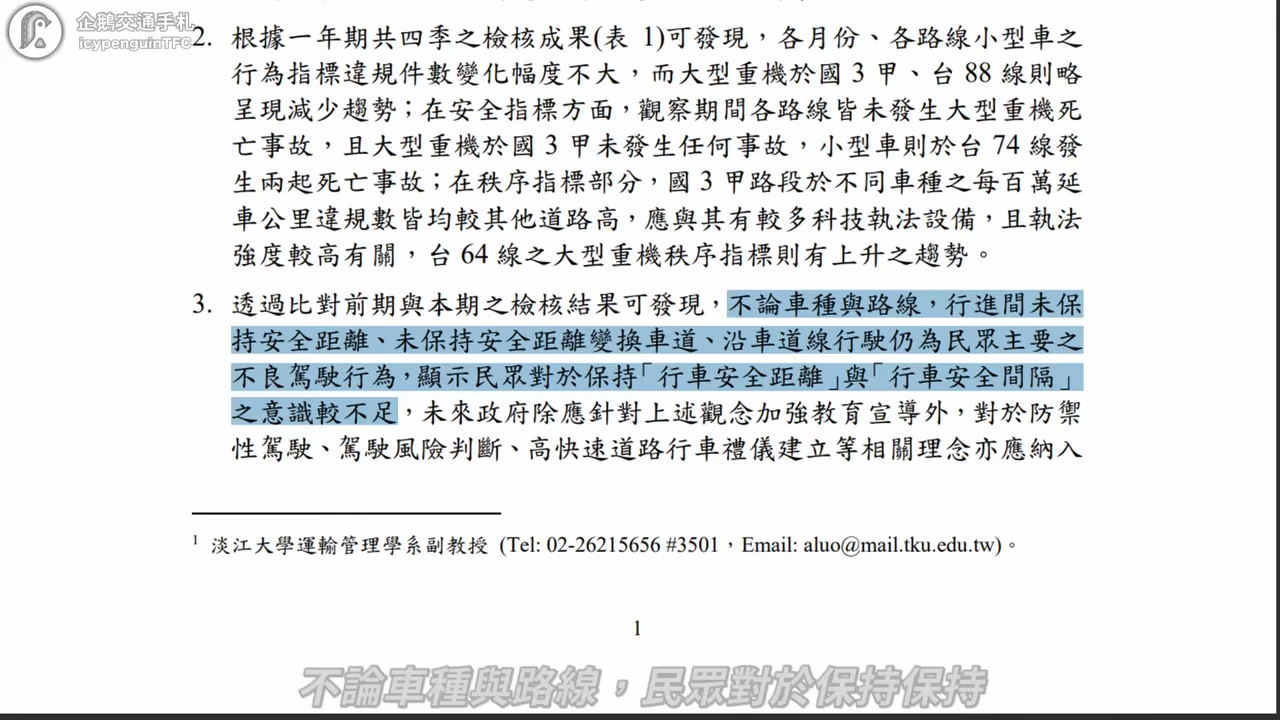 企鵝交通手札
icypenguinTFC
2. 根據一年期共四季之檢核成果(表 1)可發現，各月份、各路線小型車之
行為指標違規件數變化幅度不大，而大型重機於國 3 甲、台 88 線則略
呈現減少趨勢；在安全指標方面，觀察期間各路線皆未發生大型重機死
亡事故，且大型重機於國 3 甲未發生任何事故，小型車則於台 74 線發
生兩起死亡事故；在秩序指標部分，國 3 甲路段於不同車種之每百萬延
車公里違規數皆均較其他道路高，應與其有較多科技執法設備，且執法
強度較高有關，台 64 線之大型重機秩序指標則有上升之趨勢。
3. 透過比對前期與本期之檢核結果可發現，不論車種與路線，行進間未保
持安全距離、未保持安全距離變換車道、沿車道線行駛仍為民眾主要之
不良駕駛行為，顯示民眾對於保持「行車安全距離」與「行車安全間隔」
之意識較不足，未來政府除應針對上述觀念加強教育宣導外，對於防禦
性駕駛、駕駛風險判斷、高快速道路行車禮儀建立等相關理念亦應納入
1 淡江大學運輸管理學系副教授 (Tel: 02-26215656 #3501，Email: aluo@mail.tku.edu.tw)。
1
不論車種與路線，民眾對於保持保持